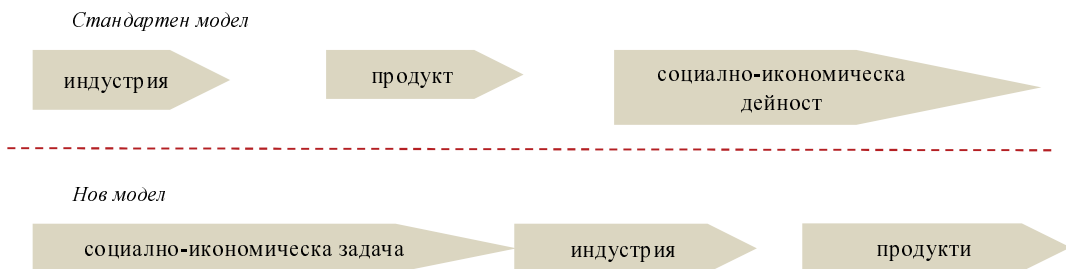 Стандартен модел
индустрия
продукт
социално-икономическа
дейност
Нов модел
социално-икономическа задача
индустрия
продукти